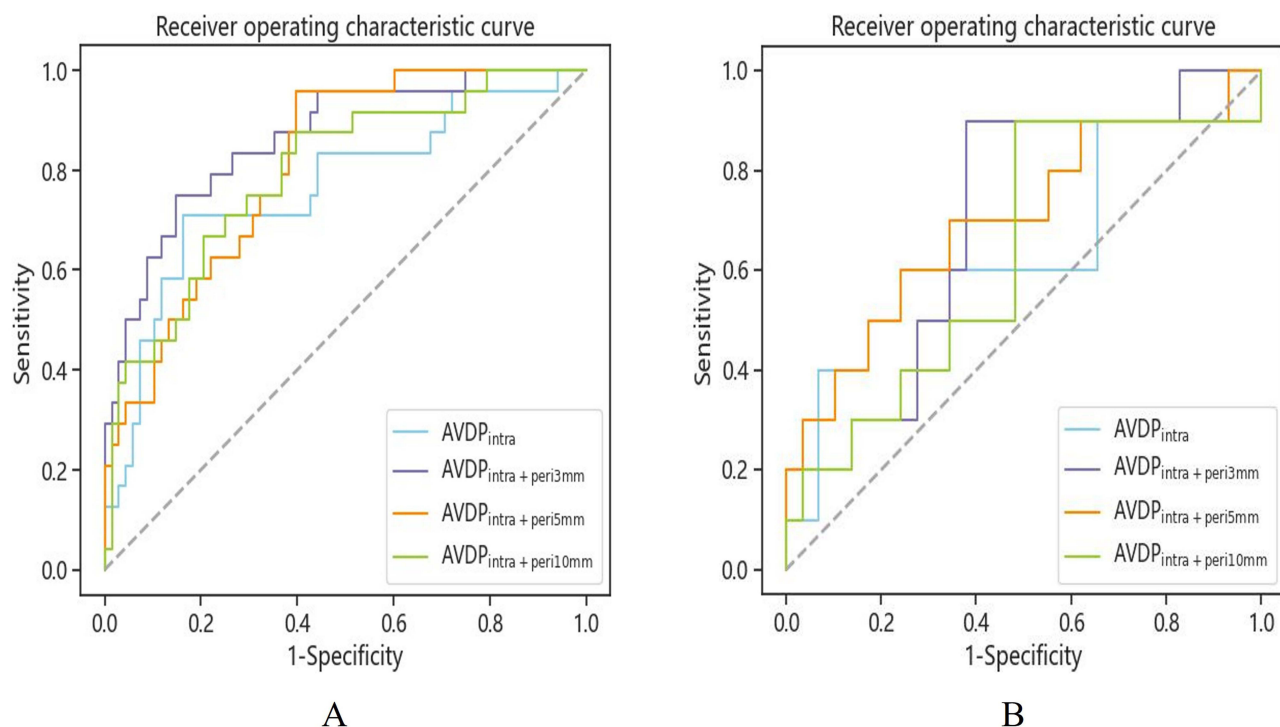 Receiver operating characteristic curve
Sensitivity
1.0
0.8
0.6
0.4
0.2
0.0
AVDPintra
AVDPintra + peri3mm
AVDPintra + peri5mm
AVDPintra + peri10mm
0.0 0.2 0.4 0.6 0.8 1.0
1-Specificity
A
Receiver operating characteristic curve
Sensitivity
1.0
0.8
0.6
0.4
0.2
0.0
AVDPintra
AVDPintra + peri3mm
AVDPintra + peri5mm
AVDPintra + peri10mm
0.0 0.2 0.4 0.6 0.8 1.0
1-Specificity
B